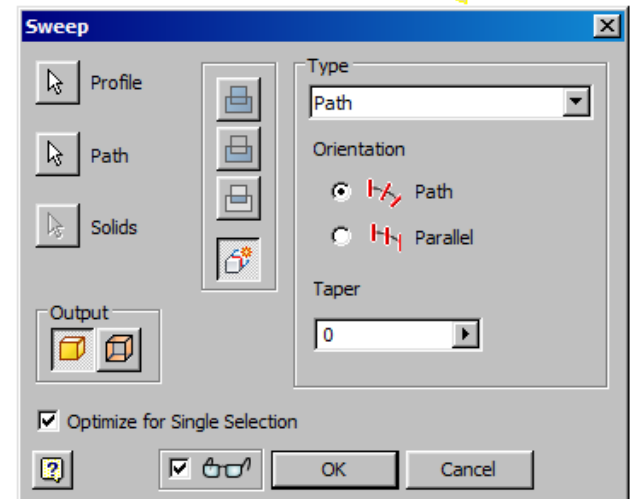 Sweep
Profile
Path
Solids
Output
Type
Path
Orientation
Path
Parallel
Taper
0
Optimize for Single Selection
OK
Cancel